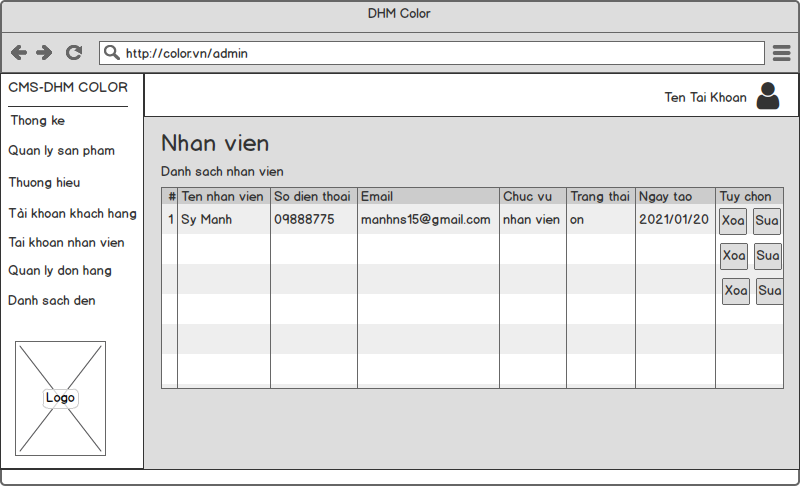 DHM Color
http://color.vn/admin
CMS-DHM COLOR
Ten Tai Khoan
Thong ke
Quan ly san pham
Thuong hieu
Tài khoan khach hang
Tai khoan nhan vien
Quan ly don hang
Danh sach den
Logo
Nhan vien
Danh sach nhan vien
# Ten nhan vien So dien thoai Email Chuc vu Trang thai Ngay tao Tuy chon
1 Sy Manh 09888775 manhns15@gmail.com nhan vien on 2021/01/20 Xoa Sua
Xoa Sua
Xoa Sua